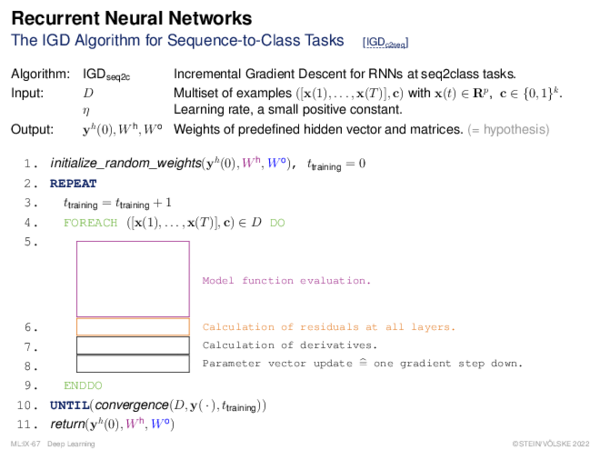 Recurrent Neural Networks
The IGD Algorithm for Sequence-to-Class Tasks [IGD_c2seq]
Algorithm: IGD_seq2c Incremental Gradient Descent for RNNs at seq2class tasks.
Input: D Multiset of examples ([x(1), …, x(T)], c) with x(t) ∈ R^p, c ∈ {0, 1}^k.
η Learning rate, a small positive constant.
Output: y^h(0), W^h, W^o Weights of predefined hidden vector and matrices. (= hypothesis)
1. initialize_random_weights(y^h(0), W^h, W^o), t_training = 0
2. REPEAT
3. t_training = t_training + 1
4. FOREACH ([x(1), …, x(T)], c) ∈ D DO
5.
Model function evaluation.
6. Calculation of residuals at all layers.
7. Calculation of derivatives.
8. Parameter vector update ≙ one gradient step down.
9. ENDDO
10. UNTIL(convergence(D, y(·), t_training))
11. return(y^h(0), W^h, W^o)
ML:IX-67 Deep Learning ©STEIN/VÖLSKE 2022